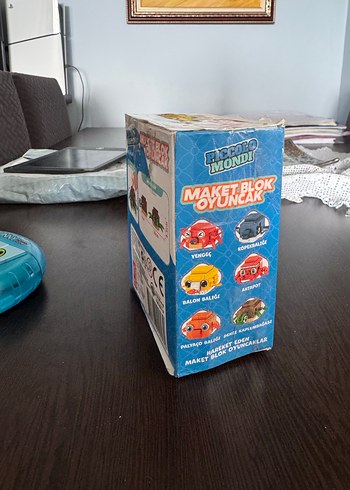 PICCOLO
MONDI
MAKET BLOK
OYUNCAK
YENGEÇ
KÖPEKBALIĞI
BALON BALIĞI
AHTAPOT
PALYAÇO BALIĞI
DENİZ KAPLUMBAĞASI
HAREKET EDEN
MAKET BLOK OYUNCAKLAR